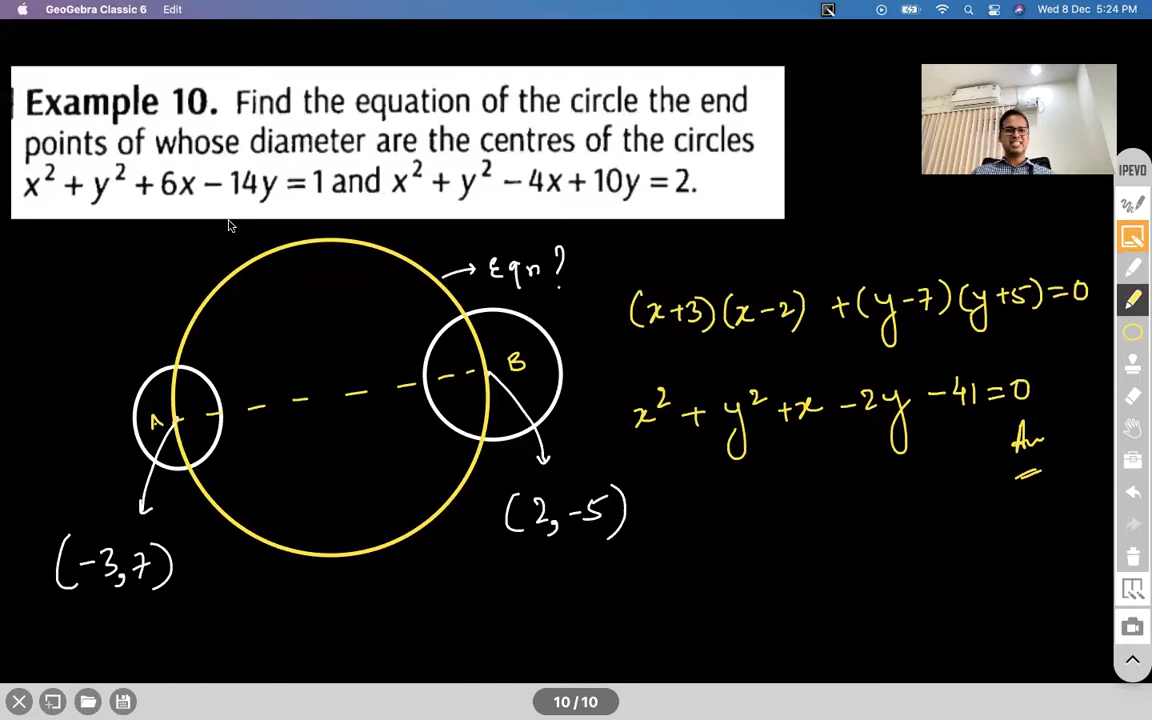 GeoGebra Classic 6 Edit Wed 8 Dec 5:24 PM
Example 10. Find the equation of the circle the end
points of whose diameter are the centres of the circles
x² + y² + 6x – 14y = 1 and x² + y² – 4x + 10y = 2.
IPEVO
→ Eqn?
(x+3)(x-2) +(y-7)(y+5)=0
B
A
x² + y² +x -2y -41=0
(2,-5)
(-3,7)
10 / 10